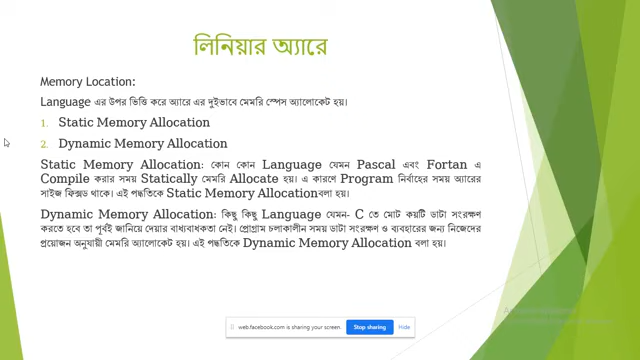 লিনিয়ার অ্যারে
Memory Location:
Language এর উপর ভিত্তি করে অ্যারে এর দুইভাবে মেমরি স্পেস অ্যালোকেট হয়।
1. Static Memory Allocation
2. Dynamic Memory Allocation
Static Memory Allocation: কোন কোন Language যেমন Pascal এবং Fortan এ
Compile করার সময় Statically মেমরি Allocate হয়। এ কারণে Program নির্বাহের সময় অ্যারের
সাইজ ফিক্সড থাকে। এই পদ্ধতিকে Static Memory Allocationবলা হয়।
Dynamic Memory Allocation: কিছু কিছু Language যেমন- C তে মোট কয়টি ডাটা সংরক্ষণ
করতে হবে তা পূর্বই জানিয়ে দেয়ার বাধ্যবাধকতা নেই। প্রোগ্রাম চলাকালীন সময় ডাটা সংরক্ষণ ও ব্যবহারের জন্য নিজেদের
প্রয়োজন অনুযায়ী মেমরি অ্যালোকেট হয়। এই পদ্ধতিকে Dynamic Memory Allocation বলা হয়।
web.facebook.com is sharing your screen. Stop sharing Hide